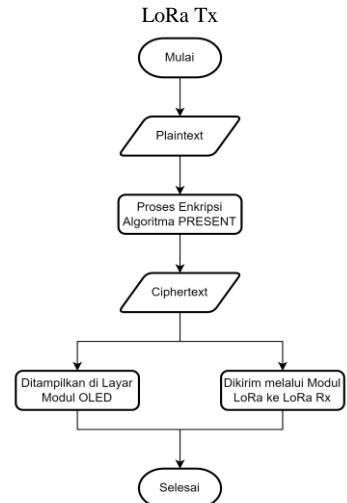 LoRa Tx
Mulai
Plaintext
Proses Enkripsi
Algoritma PRESENT
Ciphertext
Ditampilkan di Layar
Modul OLED
Dikirim melalui Modul
LoRa ke LoRa Rx
Selesai